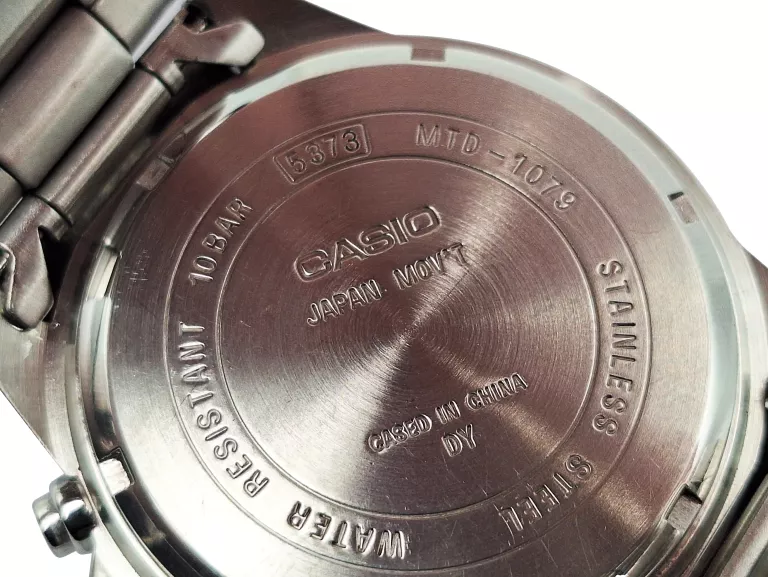 5373 MTD-1079
STAINLESS STEEL
WATER RESISTANT 10BAR
CASIO
JAPAN MOV'T
CASED IN CHINA
DY